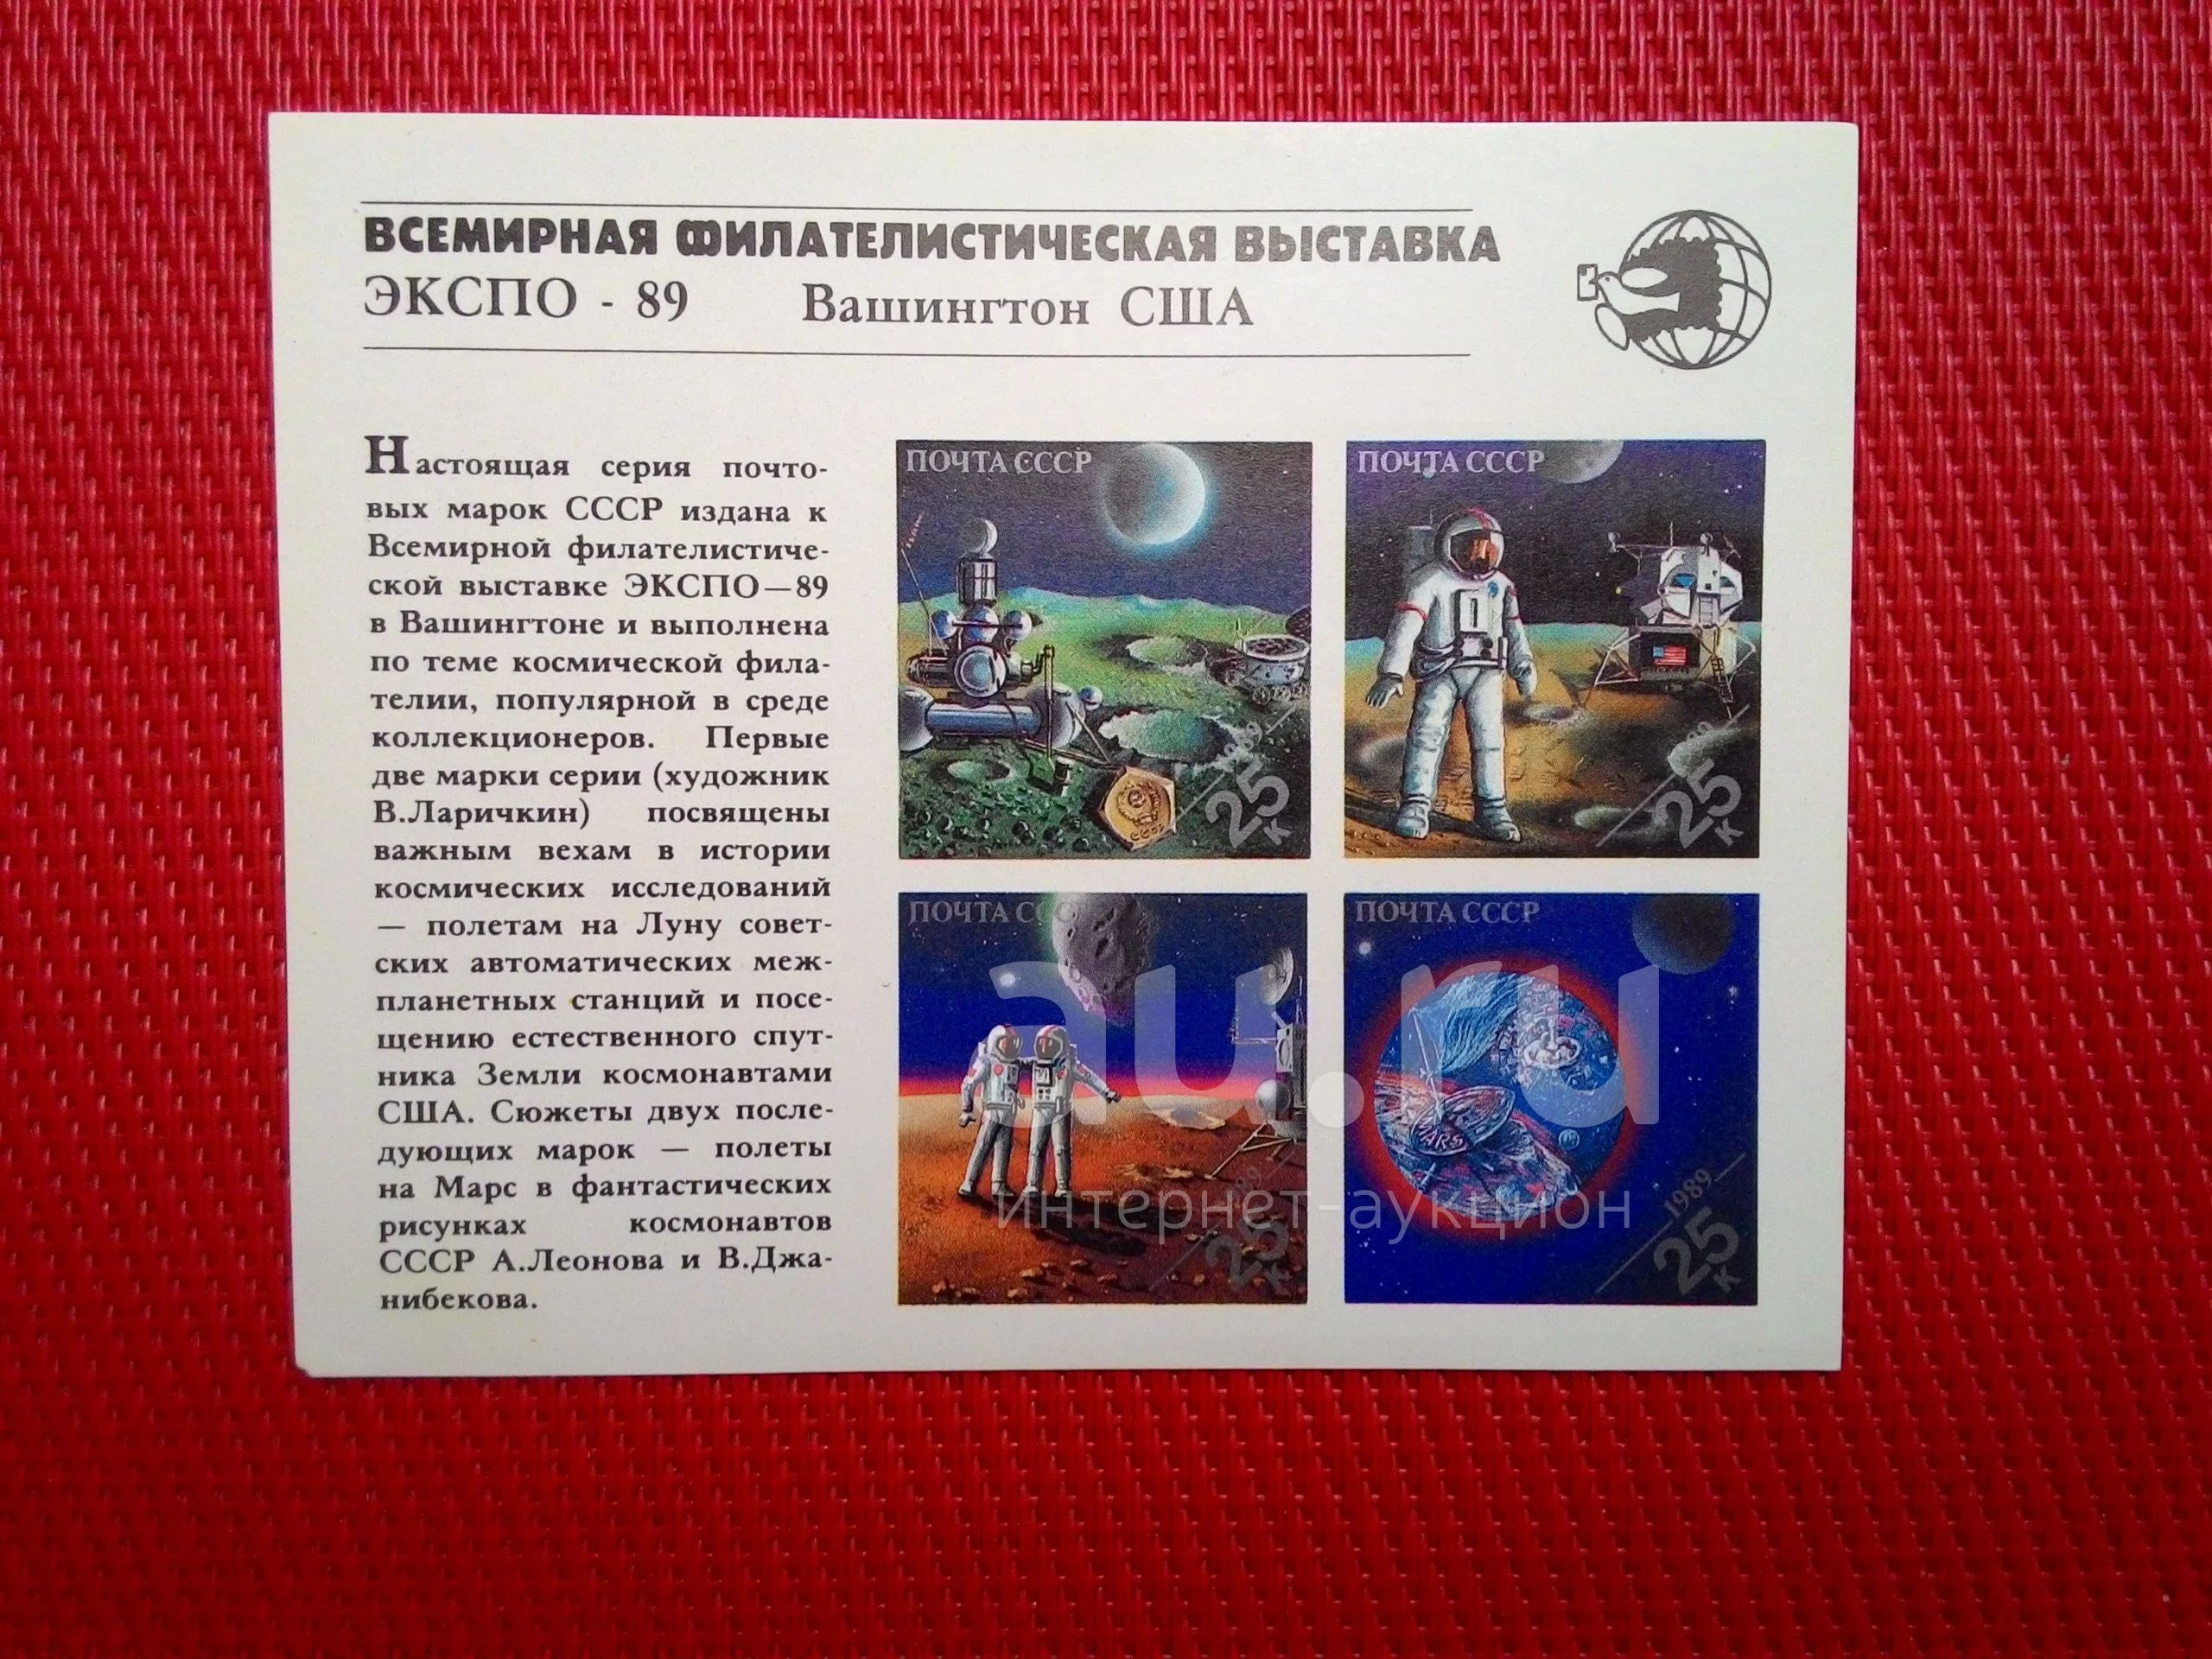 ВСЕМИРНАЯ ФИЛАТЕЛИСТИЧЕСКАЯ ВЫСТАВКА
ЭКСПО - 89 Вашингтон США
Настоящая серия почто-
вых марок СССР издана к
Всемирной филателистиче-
ской выставке ЭКСПО—89
в Вашингтоне и выполнена
по теме космической фила-
телии, популярной в среде
коллекционеров. Первые
две марки серии (художник
В.Ларичкин) посвящены
важным вехам в истории
космических исследований
— полетам на Луну совет-
ских автоматических меж-
планетных станций и посе-
щению естественного спут-
ника Земли космонавтами
США. Сюжеты двух после-
дующих марок — полеты
на Марс в фантастических
рисунках космонавтов
СССР А.Леонова и В.Джа-
нибекова.
ПОЧТА СССР
1989
25
К
ПОЧТА СССР
25
К
ПОЧТА СССР
25
К
ПОЧТА СССР
MARS
1989
25
К
au.ru
интернет-аукцион